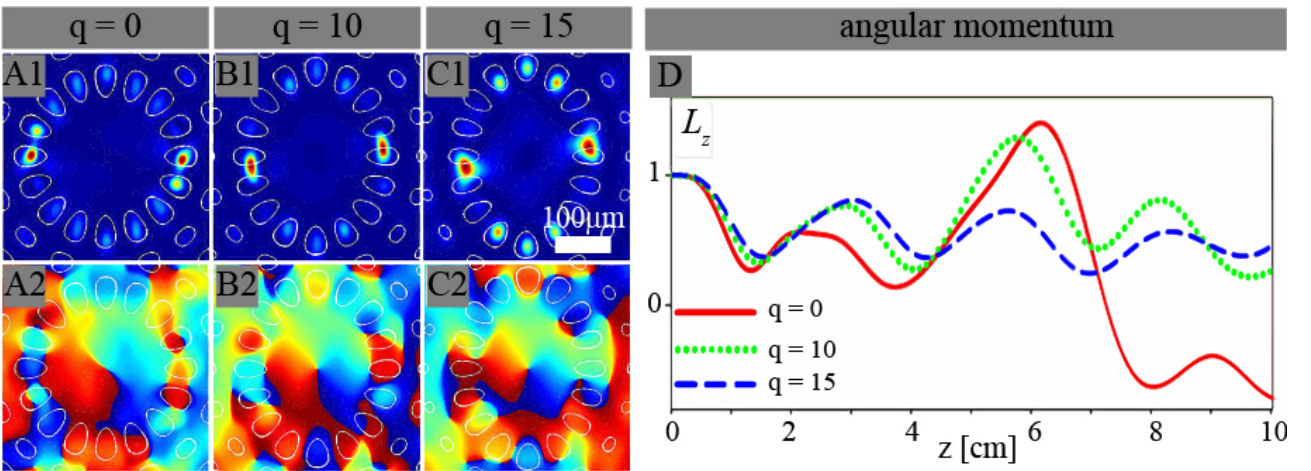 q = 0
q = 10
q = 15
angular momentum
A1
B1
C1
100μm
A2
B2
C2
D
L_z
1
0
q = 0
q = 10
q = 15
0
2
4
6
8
10
z [cm]